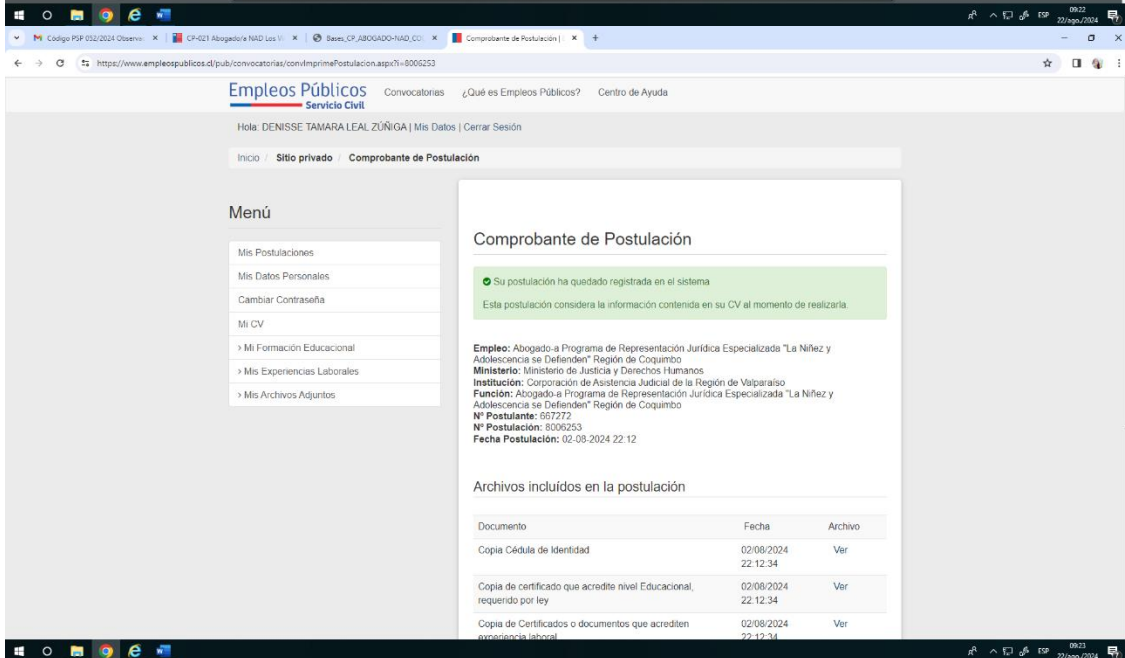 ESP
09:22
22/ago./2024
Código PSP 052/2024 Observa
CP-021 Abogado/a NAD Los Vi
Bases_CP_ABOGADO-NAD_CO
Comprobante de Postulación |
https://www.empleospublicos.cl/pub/convocatorias/convImprimePostulacion.aspx?i=8006253
Empleos Públicos
Servicio Civil
Convocatorias
¿Qué es Empleos Públicos?
Centro de Ayuda
Hola: DENISSE TAMARA LEAL ZÚÑIGA | Mis Datos | Cerrar Sesión
Inicio / Sitio privado / Comprobante de Postulación
Menú
Mis Postulaciones
Mis Datos Personales
Cambiar Contraseña
Mi CV
> Mi Formación Educacional
> Mis Experiencias Laborales
> Mis Archivos Adjuntos
Comprobante de Postulación
Su postulación ha quedado registrada en el sistema
Esta postulación considera la información contenida en su CV al momento de realizarla.
Empleo: Abogado-a Programa de Representación Jurídica Especializada "La Niñez y
Adolescencia se Defienden" Región de Coquimbo
Ministerio: Ministerio de Justicia y Derechos Humanos
Institución: Corporación de Asistencia Judicial de la Región de Valparaíso
Función: Abogado-a Programa de Representación Jurídica Especializada "La Niñez y
Adolescencia se Defienden" Región de Coquimbo
Nº Postulante: 667272
Nº Postulación: 8006253
Fecha Postulación: 02-08-2024 22:12
Archivos incluídos en la postulación
Documento Fecha Archivo
Copia Cédula de Identidad 02/08/2024 Ver
22:12:34
Copia de certificado que acredite nivel Educacional, 02/08/2024 Ver
requerido por ley 22:12:34
Copia de Certificados o documentos que acrediten 02/08/2024 Ver
experiencia laboral 22:12:34
ESP
09:23
22/ago./2024